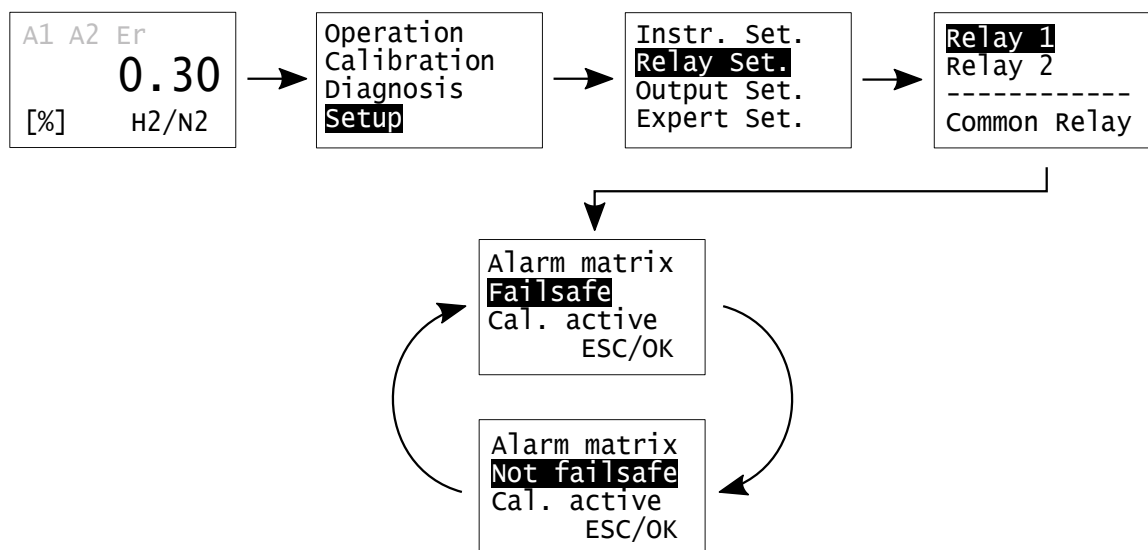 A1 A2 Er
0.30
[%] H2/N2
Operation
Calibration
Diagnosis
Setup
Instr. Set.
Relay Set.
Output Set.
Expert Set.
Relay 1
Relay 2
------------
Common Relay
Alarm matrix
Failsafe
Cal. active
ESC/OK
Alarm matrix
Not failsafe
Cal. active
ESC/OK